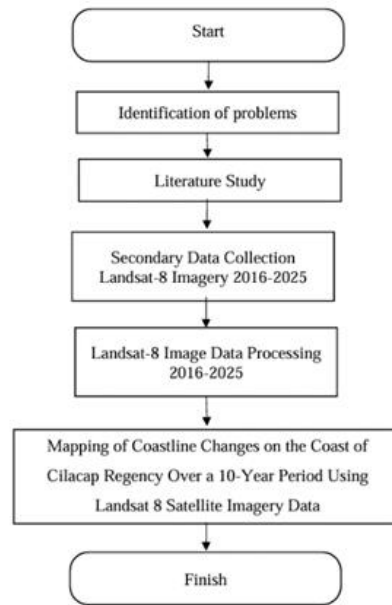 Start
Identification of problems
Literature Study
Secondary Data Collection
Landsat-8 Imagery 2016-2025
Landsat-8 Image Data Processing
2016-2025
Mapping of Coastline Changes on the Coast of
Cilacap Regency Over a 10-Year Period Using
Landsat 8 Satellite Imagery Data
Finish